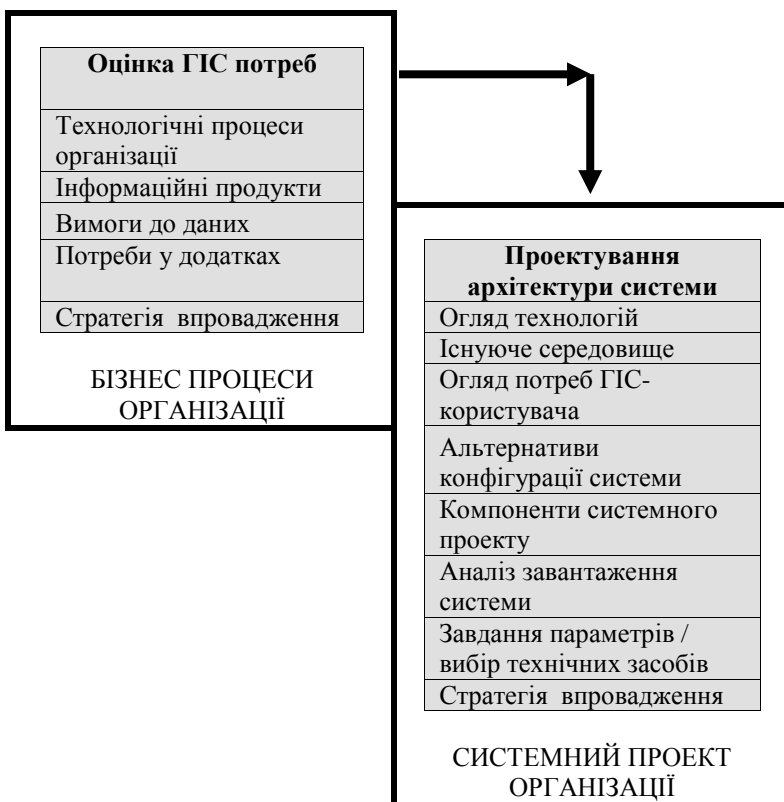 Оцінка ГІС потреб
Технологічні процеси
організації
Інформаційні продукти
Вимоги до даних
Потреби у додатках
Стратегія впровадження
БІЗНЕС ПРОЦЕСИ
ОРГАНІЗАЦІЇ
Проектування
архітектури системи
Огляд технологій
Існуюче середовище
Огляд потреб ГІС-
користувача
Альтернативи
конфігурації системи
Компоненти системного
проекту
Аналіз завантаження
системи
Завдання параметрів /
вибір технічних засобів
Стратегія впровадження
СИСТЕМНИЙ ПРОЕКТ
ОРГАНІЗАЦІЇ